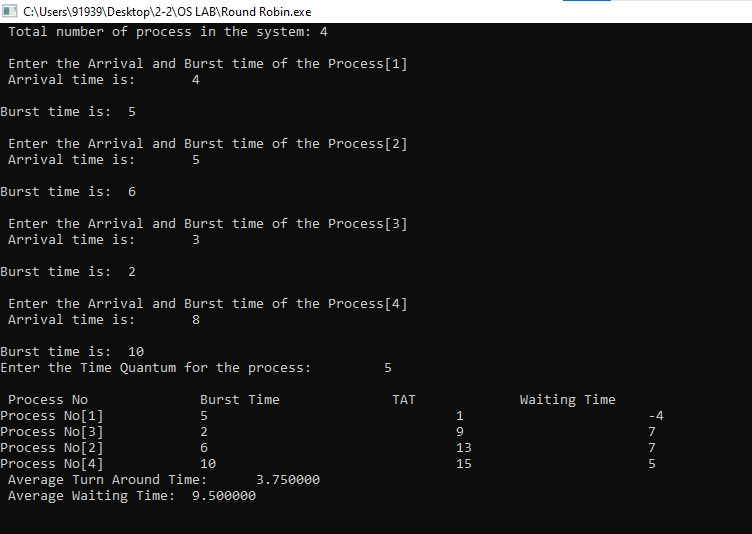 C:\Users\91939\Desktop\2-2\OS LAB\Round Robin.exe
Total number of process in the system: 4
Enter the Arrival and Burst time of the Process[1]
Arrival time is: 4
Burst time is: 5
Enter the Arrival and Burst time of the Process[2]
Arrival time is: 5
Burst time is: 6
Enter the Arrival and Burst time of the Process[3]
Arrival time is: 3
Burst time is: 2
Enter the Arrival and Burst time of the Process[4]
Arrival time is: 8
Burst time is: 10
Enter the Time Quantum for the process: 5
Process No Burst Time TAT Waiting Time
Process No[1] 5 1 -4
Process No[3] 2 9 7
Process No[2] 6 13 7
Process No[4] 10 15 5
Average Turn Around Time: 3.750000
Average Waiting Time: 9.500000